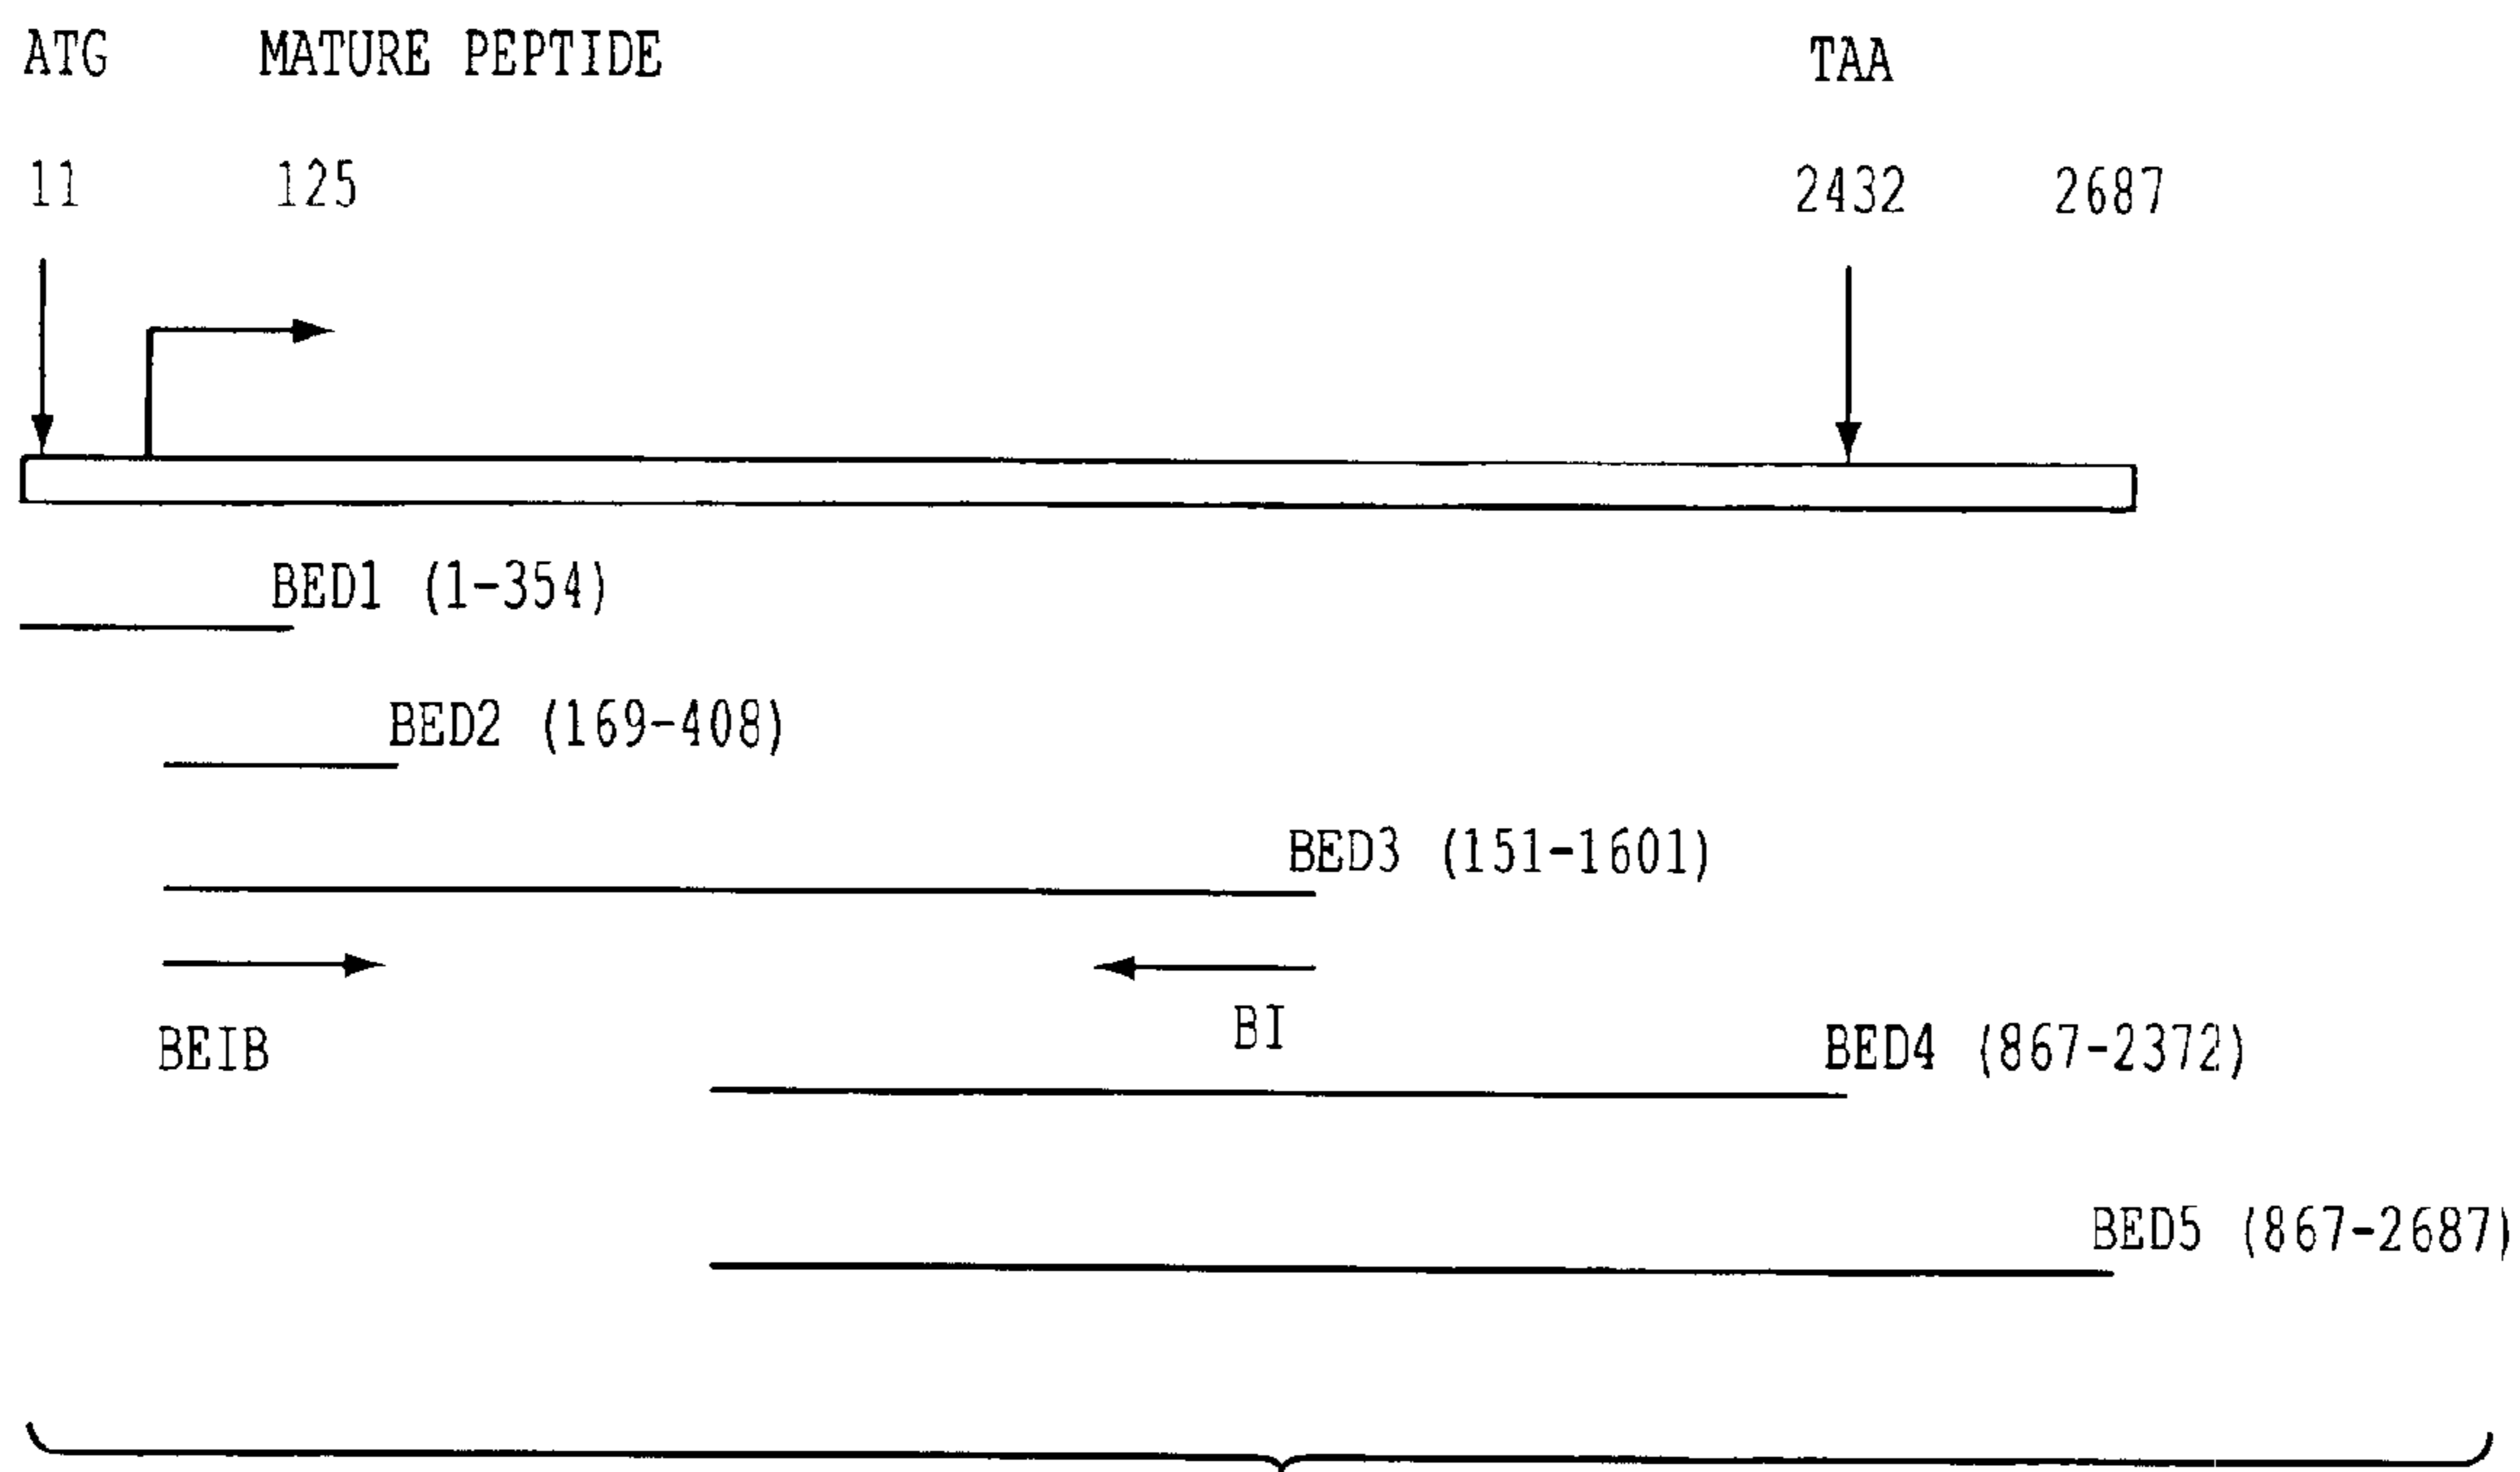 ATG MATURE PEPTIDE TAA
11 125 2432 2687
BED1 (1-354)
BED2 (169-408)
BED3 (151-1601)
BEIB BI
BED4 (867-2372)
BED5 (867-2687)